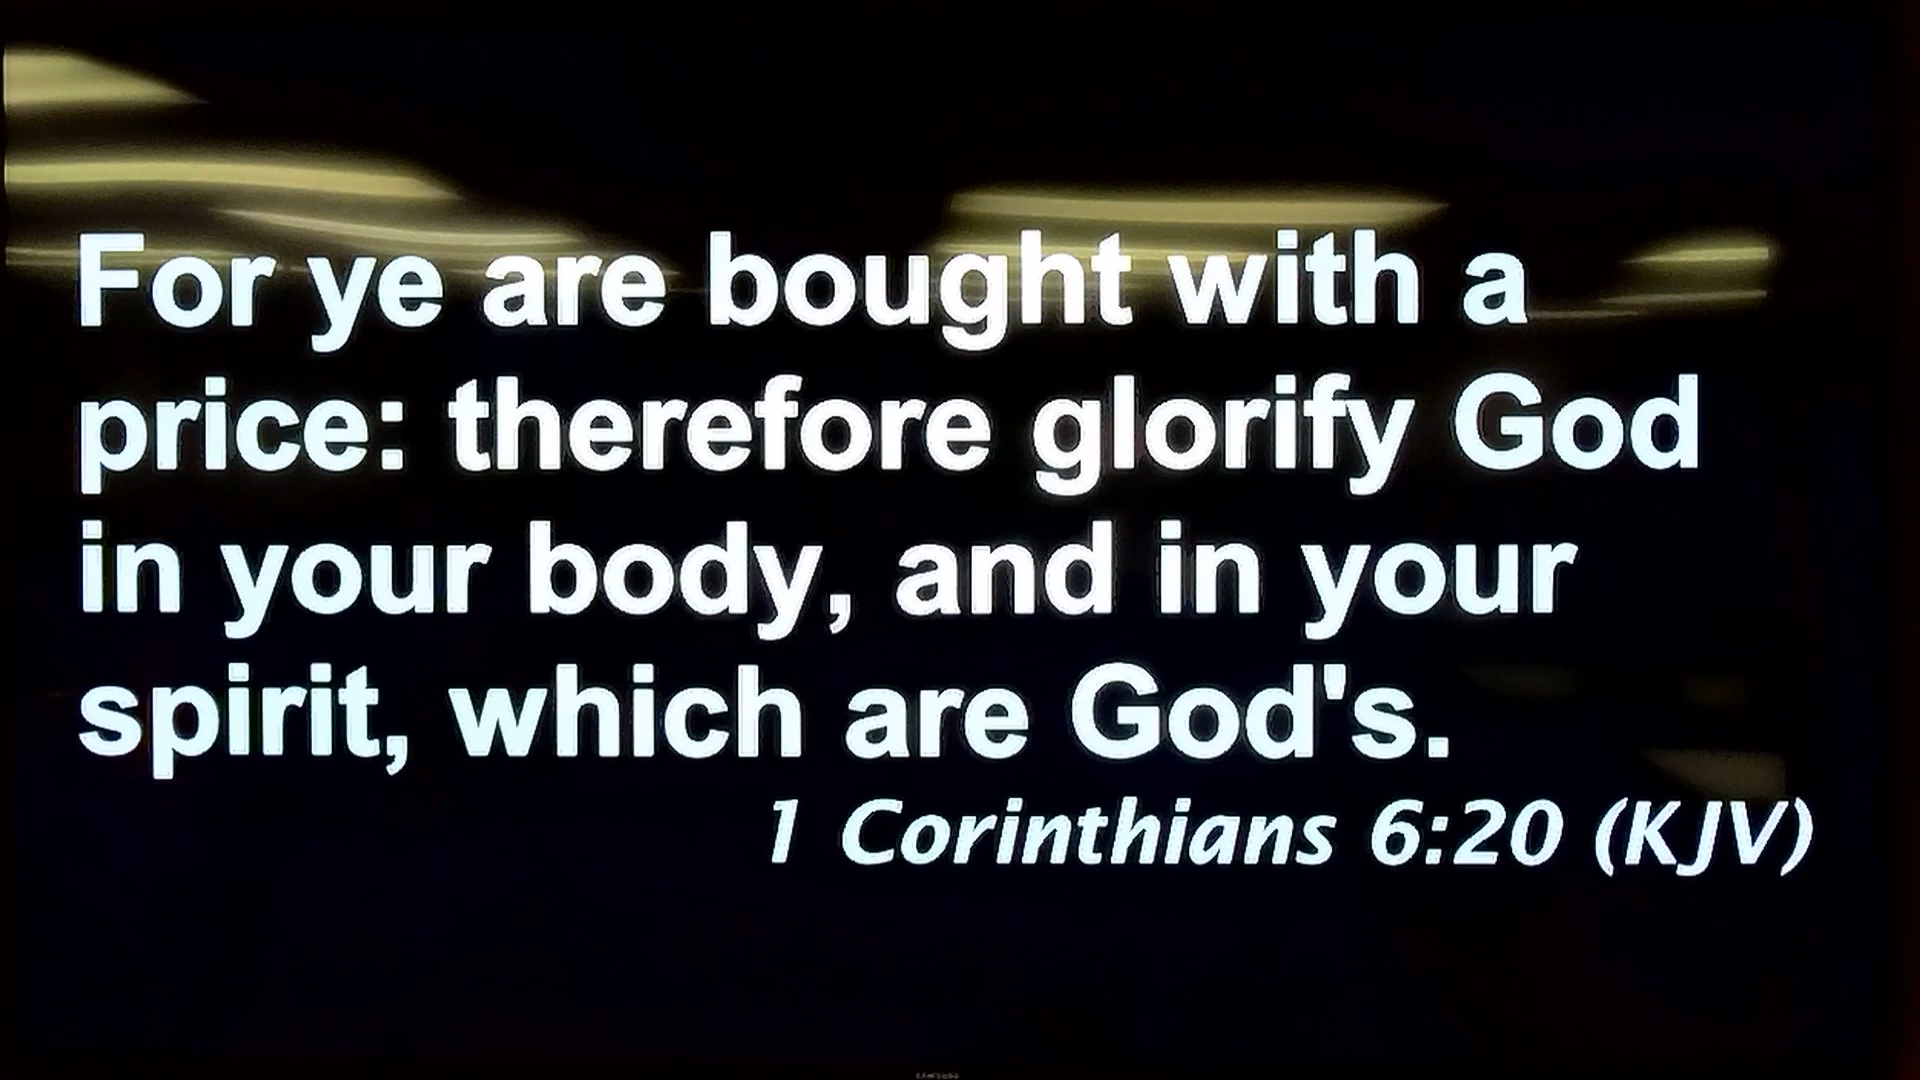 For ye are bought with a
price: therefore glorify God
in your body, and in your
spirit, which are God's.
1 Corinthians 6:20 (KJV)
SAMSUNG